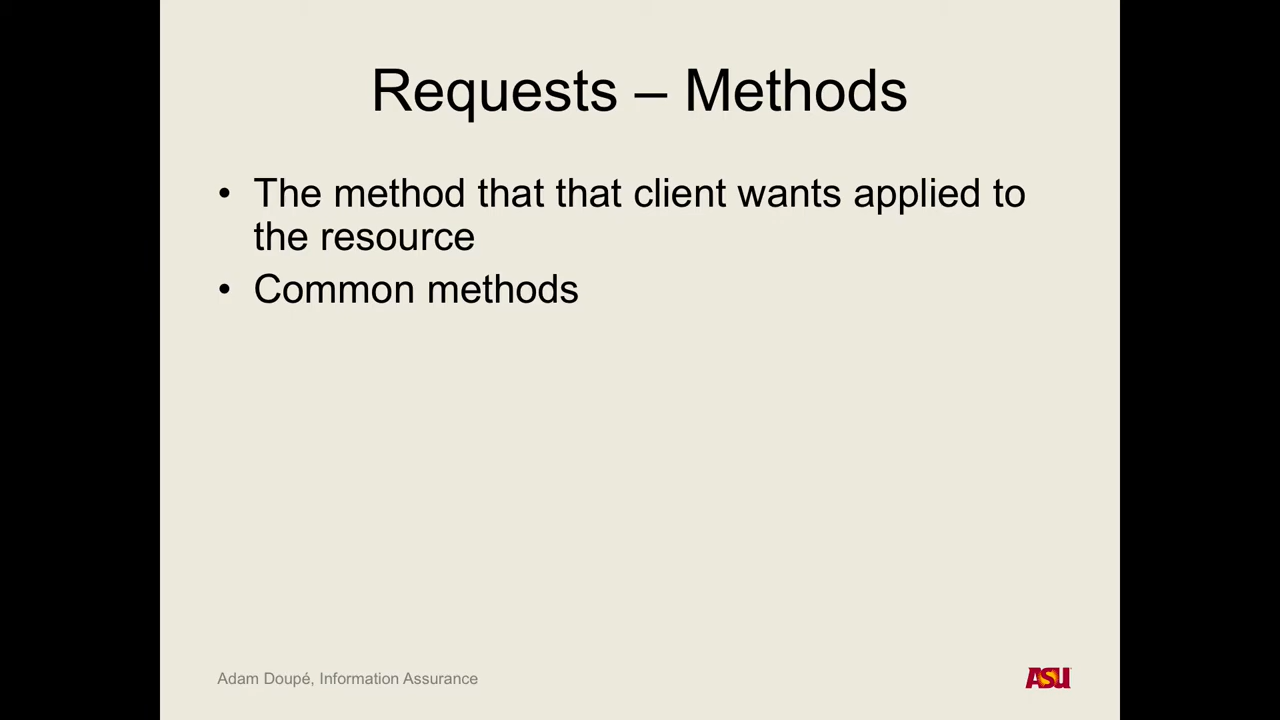 Requests – Methods
• The method that that client wants applied to
the resource
• Common methods
Adam Doupé, Information Assurance
ASU